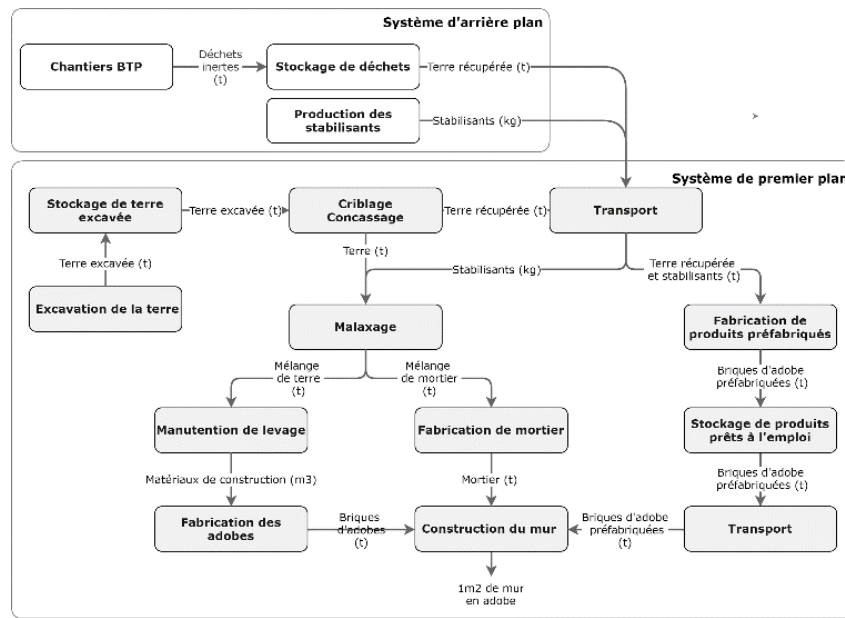 Système d'arrière plan
Chantiers BTP
Déchets
inertes
(t)
Stockage de déchets
Terre récupérée (t)
Production des
stabilisants
Stabilisants (kg)
Système de premier plan
Stockage de terre
excavée
Terre excavée (t)
Criblage
Concassage
Terre récupérée (t)
Transport
Terre excavée (t)
Terre (t)
Stabilisants (kg)
Terre récupérée
et stabilisants (t)
Excavation de la terre
Malaxage
Fabrication de
produits préfabriqués
Mélange
de terre
(t)
Mélange
de mortier
(t)
Briques d'adobe
préfabriquées (t)
Manutention de levage
Fabrication de mortier
Stockage de produits
prêts à l'emploi
Matériaux de construction (m3)
Mortier (t)
Briques d'adobe
préfabriquées (t)
Fabrication des
adobes
Briques
d'adobes
(t)
Construction du mur
Briques d'adobe
préfabriquées
(t)
Transport
1m2 de mur
en adobe